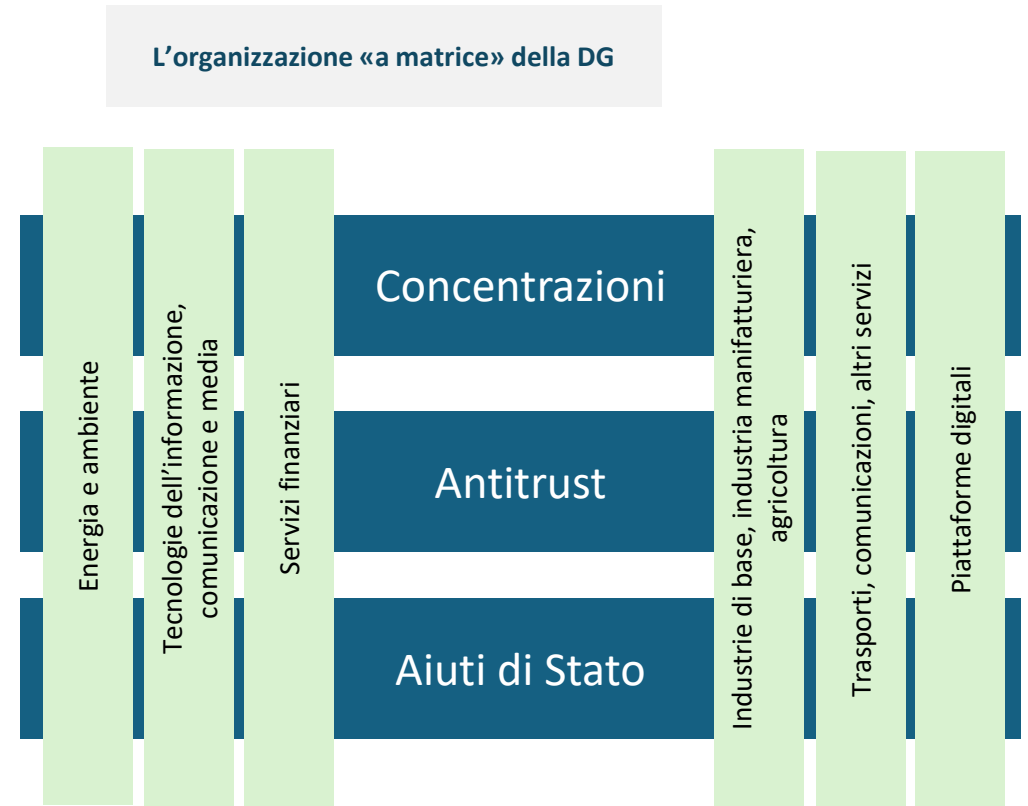 L’organizzazione «a matrice» della DG
Energia e ambiente
Tecnologie dell’informazione,
comunicazione e media
Servizi finanziari
Concentrazioni
Antitrust
Aiuti di Stato
Industrie di base, industria manifatturiera,
agricoltura
Trasporti, comunicazioni, altri servizi
Piattaforme digitali